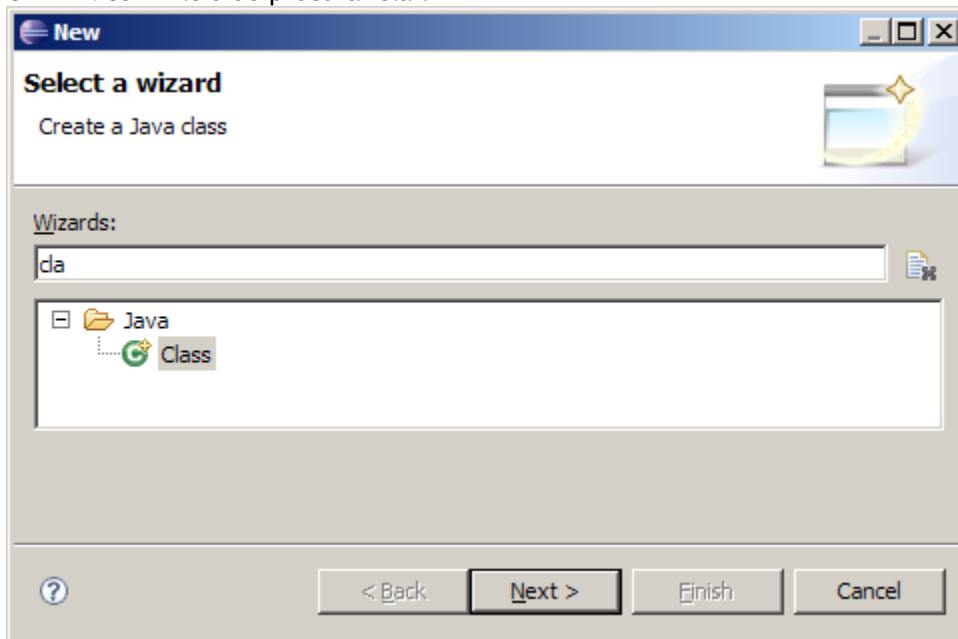 New
Select a wizard
Create a Java class
Wizards:
cla
Java
Class
< Back
Next >
Finish
Cancel